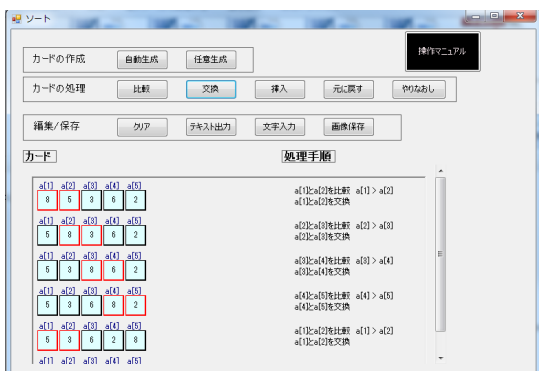 ソート
操作マニュアル
カードの作成 自動生成 任意生成
カードの処理 比較 交換 挿入 元に戻す やりなおし
編集/保存 クリア テキスト出力 文字入力 画像保存
カード 処理手順
a[1] a[2] a[3] a[4] a[5]
8 5 3 6 2
a[1]とa[2]を比較 a[1] > a[2]
a[1]とa[2]を交換
a[1] a[2] a[3] a[4] a[5]
5 8 3 6 2
a[2]とa[3]を比較 a[2] > a[3]
a[2]とa[3]を交換
a[1] a[2] a[3] a[4] a[5]
5 3 8 6 2
a[3]とa[4]を比較 a[3] > a[4]
a[3]とa[4]を交換
a[1] a[2] a[3] a[4] a[5]
5 3 6 8 2
a[4]とa[5]を比較 a[4] > a[5]
a[4]とa[5]を交換
a[1] a[2] a[3] a[4] a[5]
5 3 6 2 8
a[1]とa[2]を比較 a[1] > a[2]
a[1]とa[2]を交換
a[1] a[2] a[3] a[4] a[5]